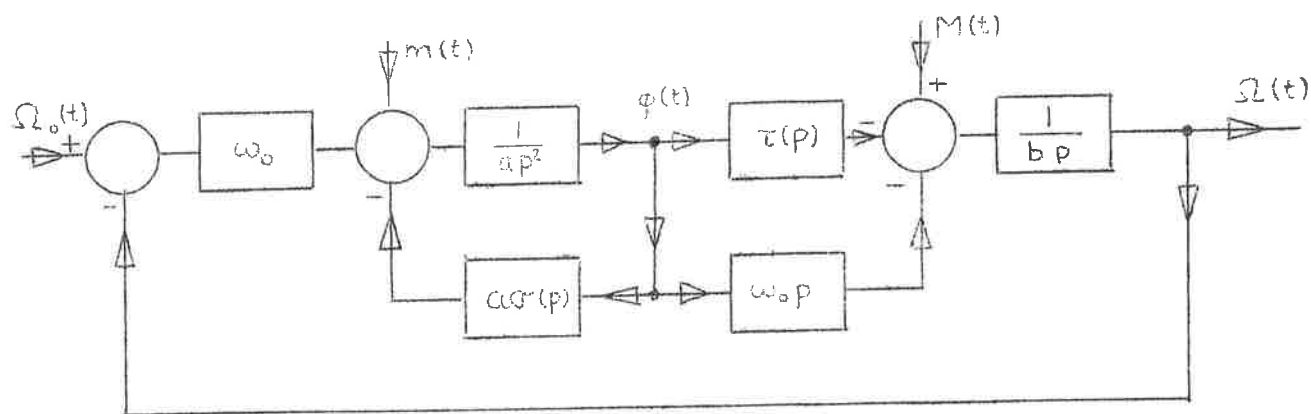 Ω₀(t)
+
-
ω₀
m(t)
-
1
ap²
φ(t)
τ(p)
-
M(t)
+
-
1
bp
Ω(t)
aσ(p)
ω₀p